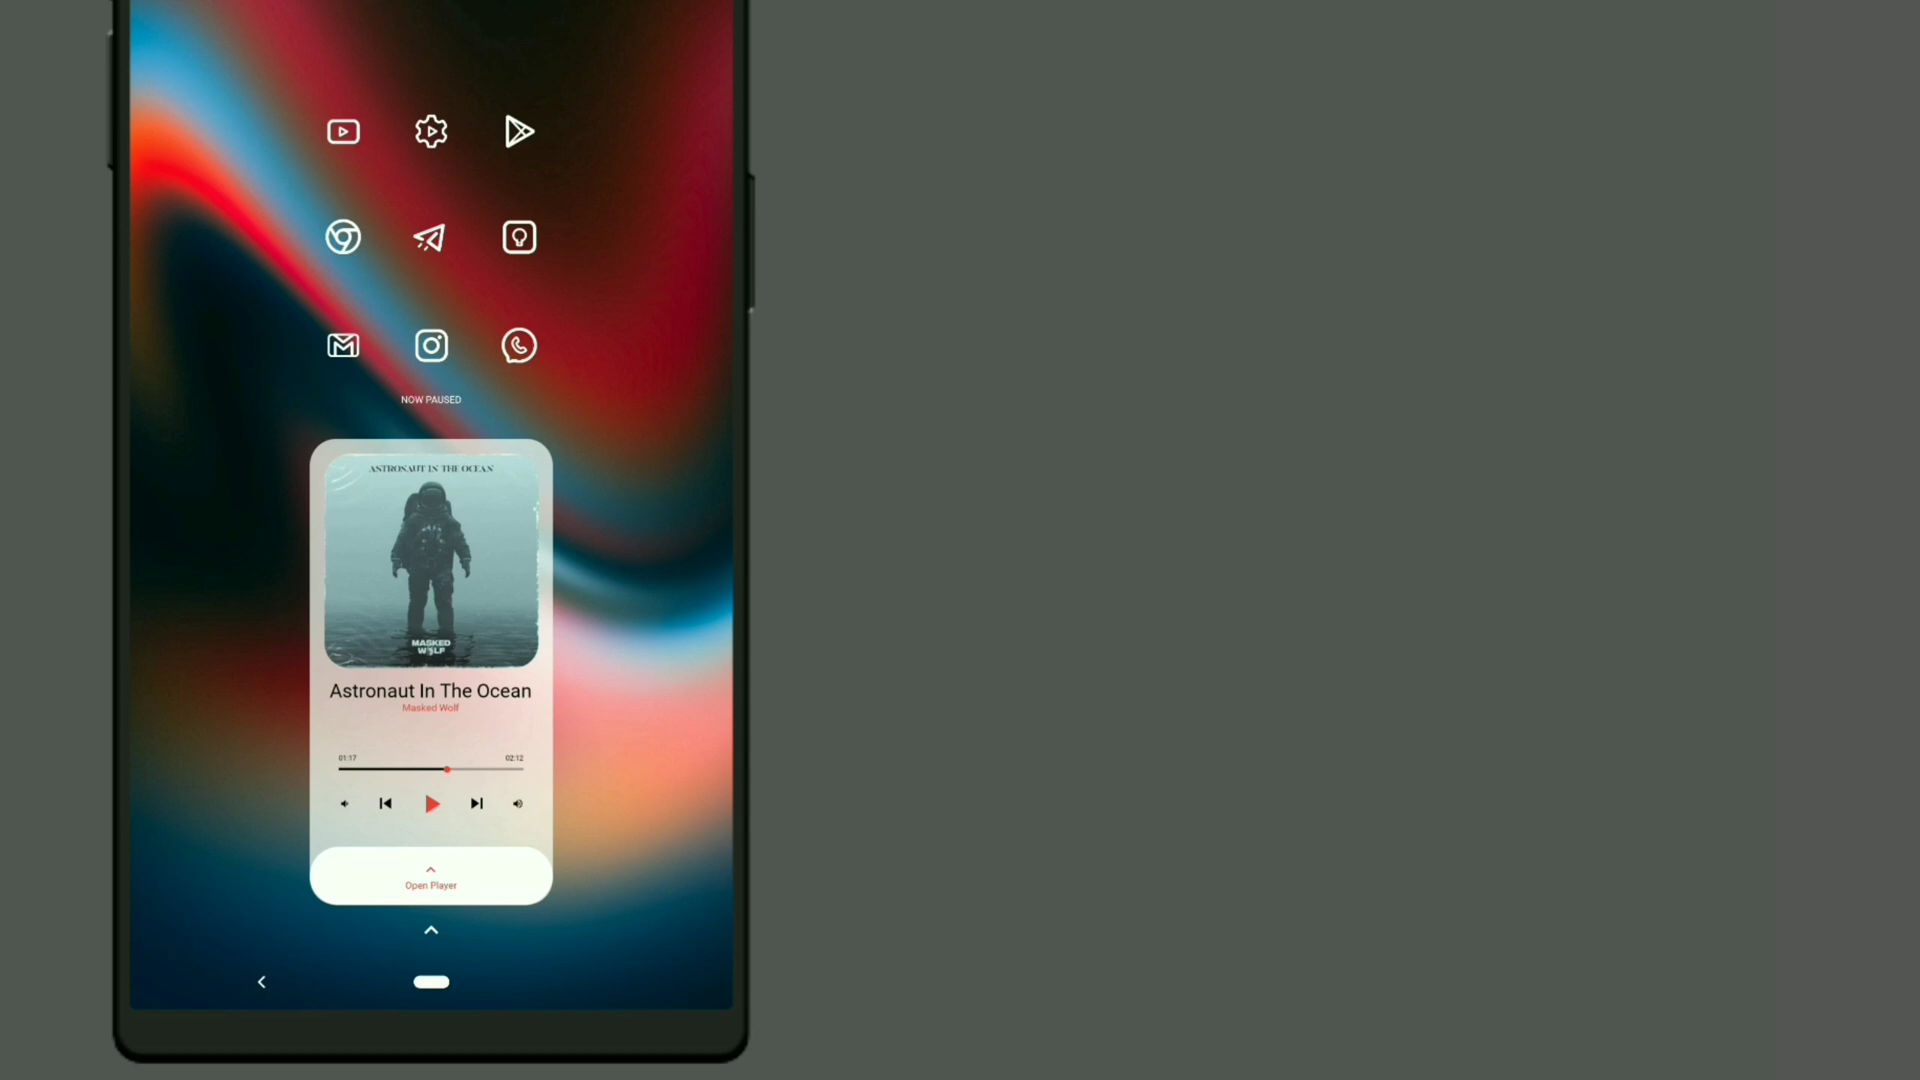 NOW PAUSED
ASTRONAUT IN THE OCEAN
MASKED
WOLF
Astronaut In The Ocean
Masked Wolf
01:17 02:12
Open Player